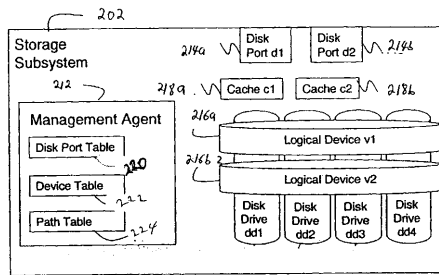 202
Storage
Subsystem
212
214a
Disk
Port d1
Disk
Port d2
214b
218a
Cache c1
Cache c2
218b
Management Agent
Disk Port Table
220
Device Table
222
Path Table
224
216a
Logical Device v1
216b
Logical Device v2
Disk
Drive
dd1
Disk
Drive
dd2
Disk
Drive
dd3
Disk
Drive
dd4